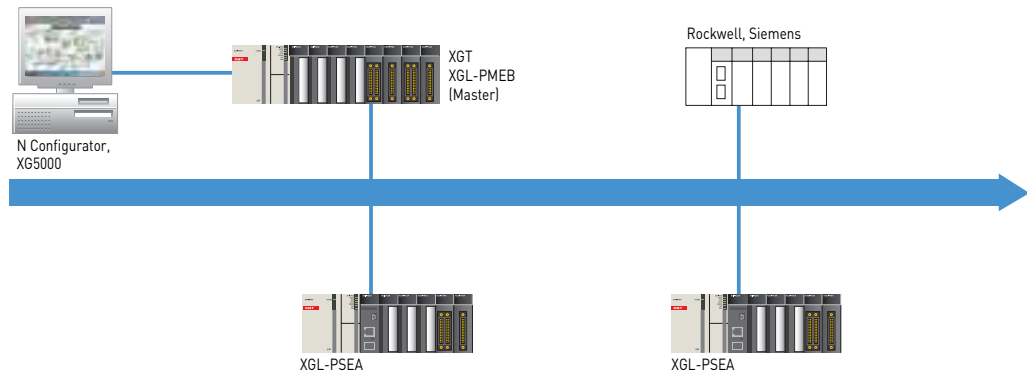 Rockwell, Siemens
XGT
XGL-PMEB
(Master)
N Configurator,
XG5000
XGL-PSEA
XGL-PSEA